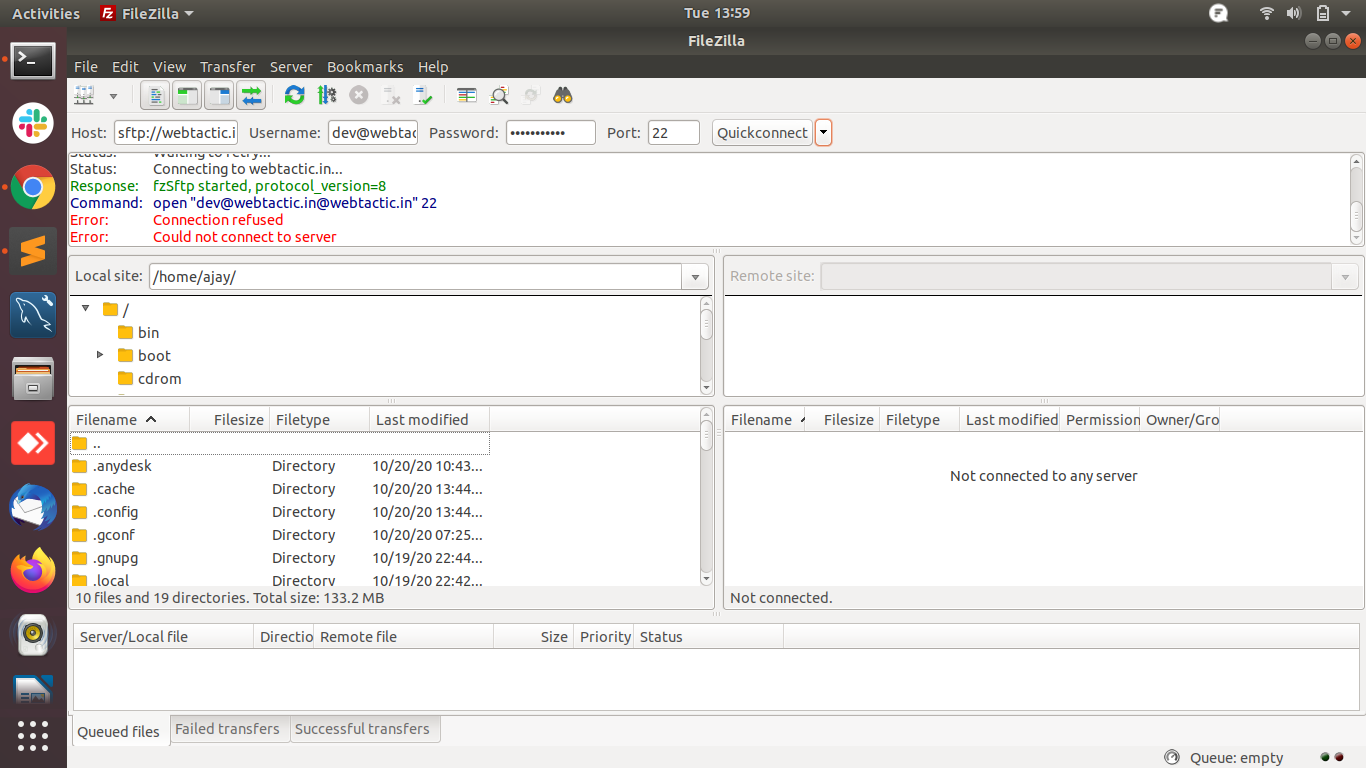 Activities FileZilla Tue 13:59
FileZilla
File Edit View Transfer Server Bookmarks Help
Host: sftp://webtactic.i Username: dev@webtac Password: ••••••••••• Port: 22 Quickconnect
Status: Waiting to retry...
Status: Connecting to webtactic.in...
Response: fzSftp started, protocol_version=8
Command: open "dev@webtactic.in@webtactic.in" 22
Error: Connection refused
Error: Could not connect to server
Local site: /home/ajay/ Remote site:
/
bin
boot
cdrom
Filename Filesize Filetype Last modified
..
.anydesk Directory 10/20/20 10:43...
.cache Directory 10/20/20 13:44...
.config Directory 10/20/20 13:44...
.gconf Directory 10/20/20 07:25...
.gnupg Directory 10/19/20 22:44...
.local Directory 10/19/20 22:42...
10 files and 19 directories. Total size: 133.2 MB
Filename Filesize Filetype Last modified Permission Owner/Gro
Not connected to any server
Not connected.
Server/Local file Directio Remote file Size Priority Status
Queued files Failed transfers Successful transfers
Queue: empty